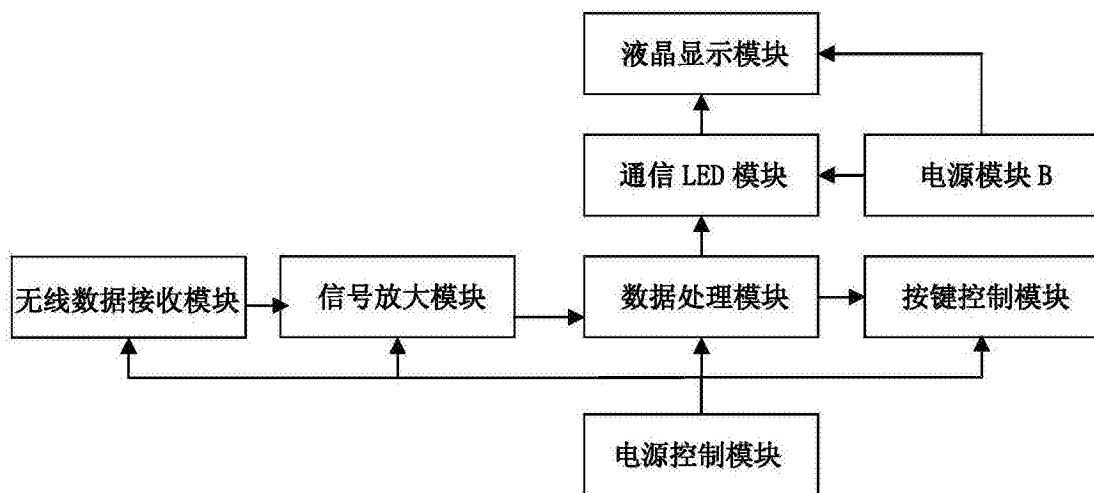 液晶显示模块
通信 LED 模块
电源模块 B
无线数据接收模块
信号放大模块
数据处理模块
按键控制模块
电源控制模块